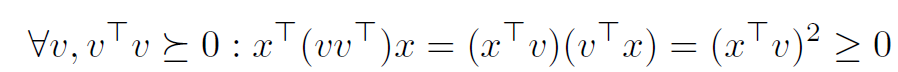 ∀v, v⊤v ⪰ 0 : x⊤(vv⊤)x = (x⊤v)(v⊤x) = (x⊤v)² ≥ 0